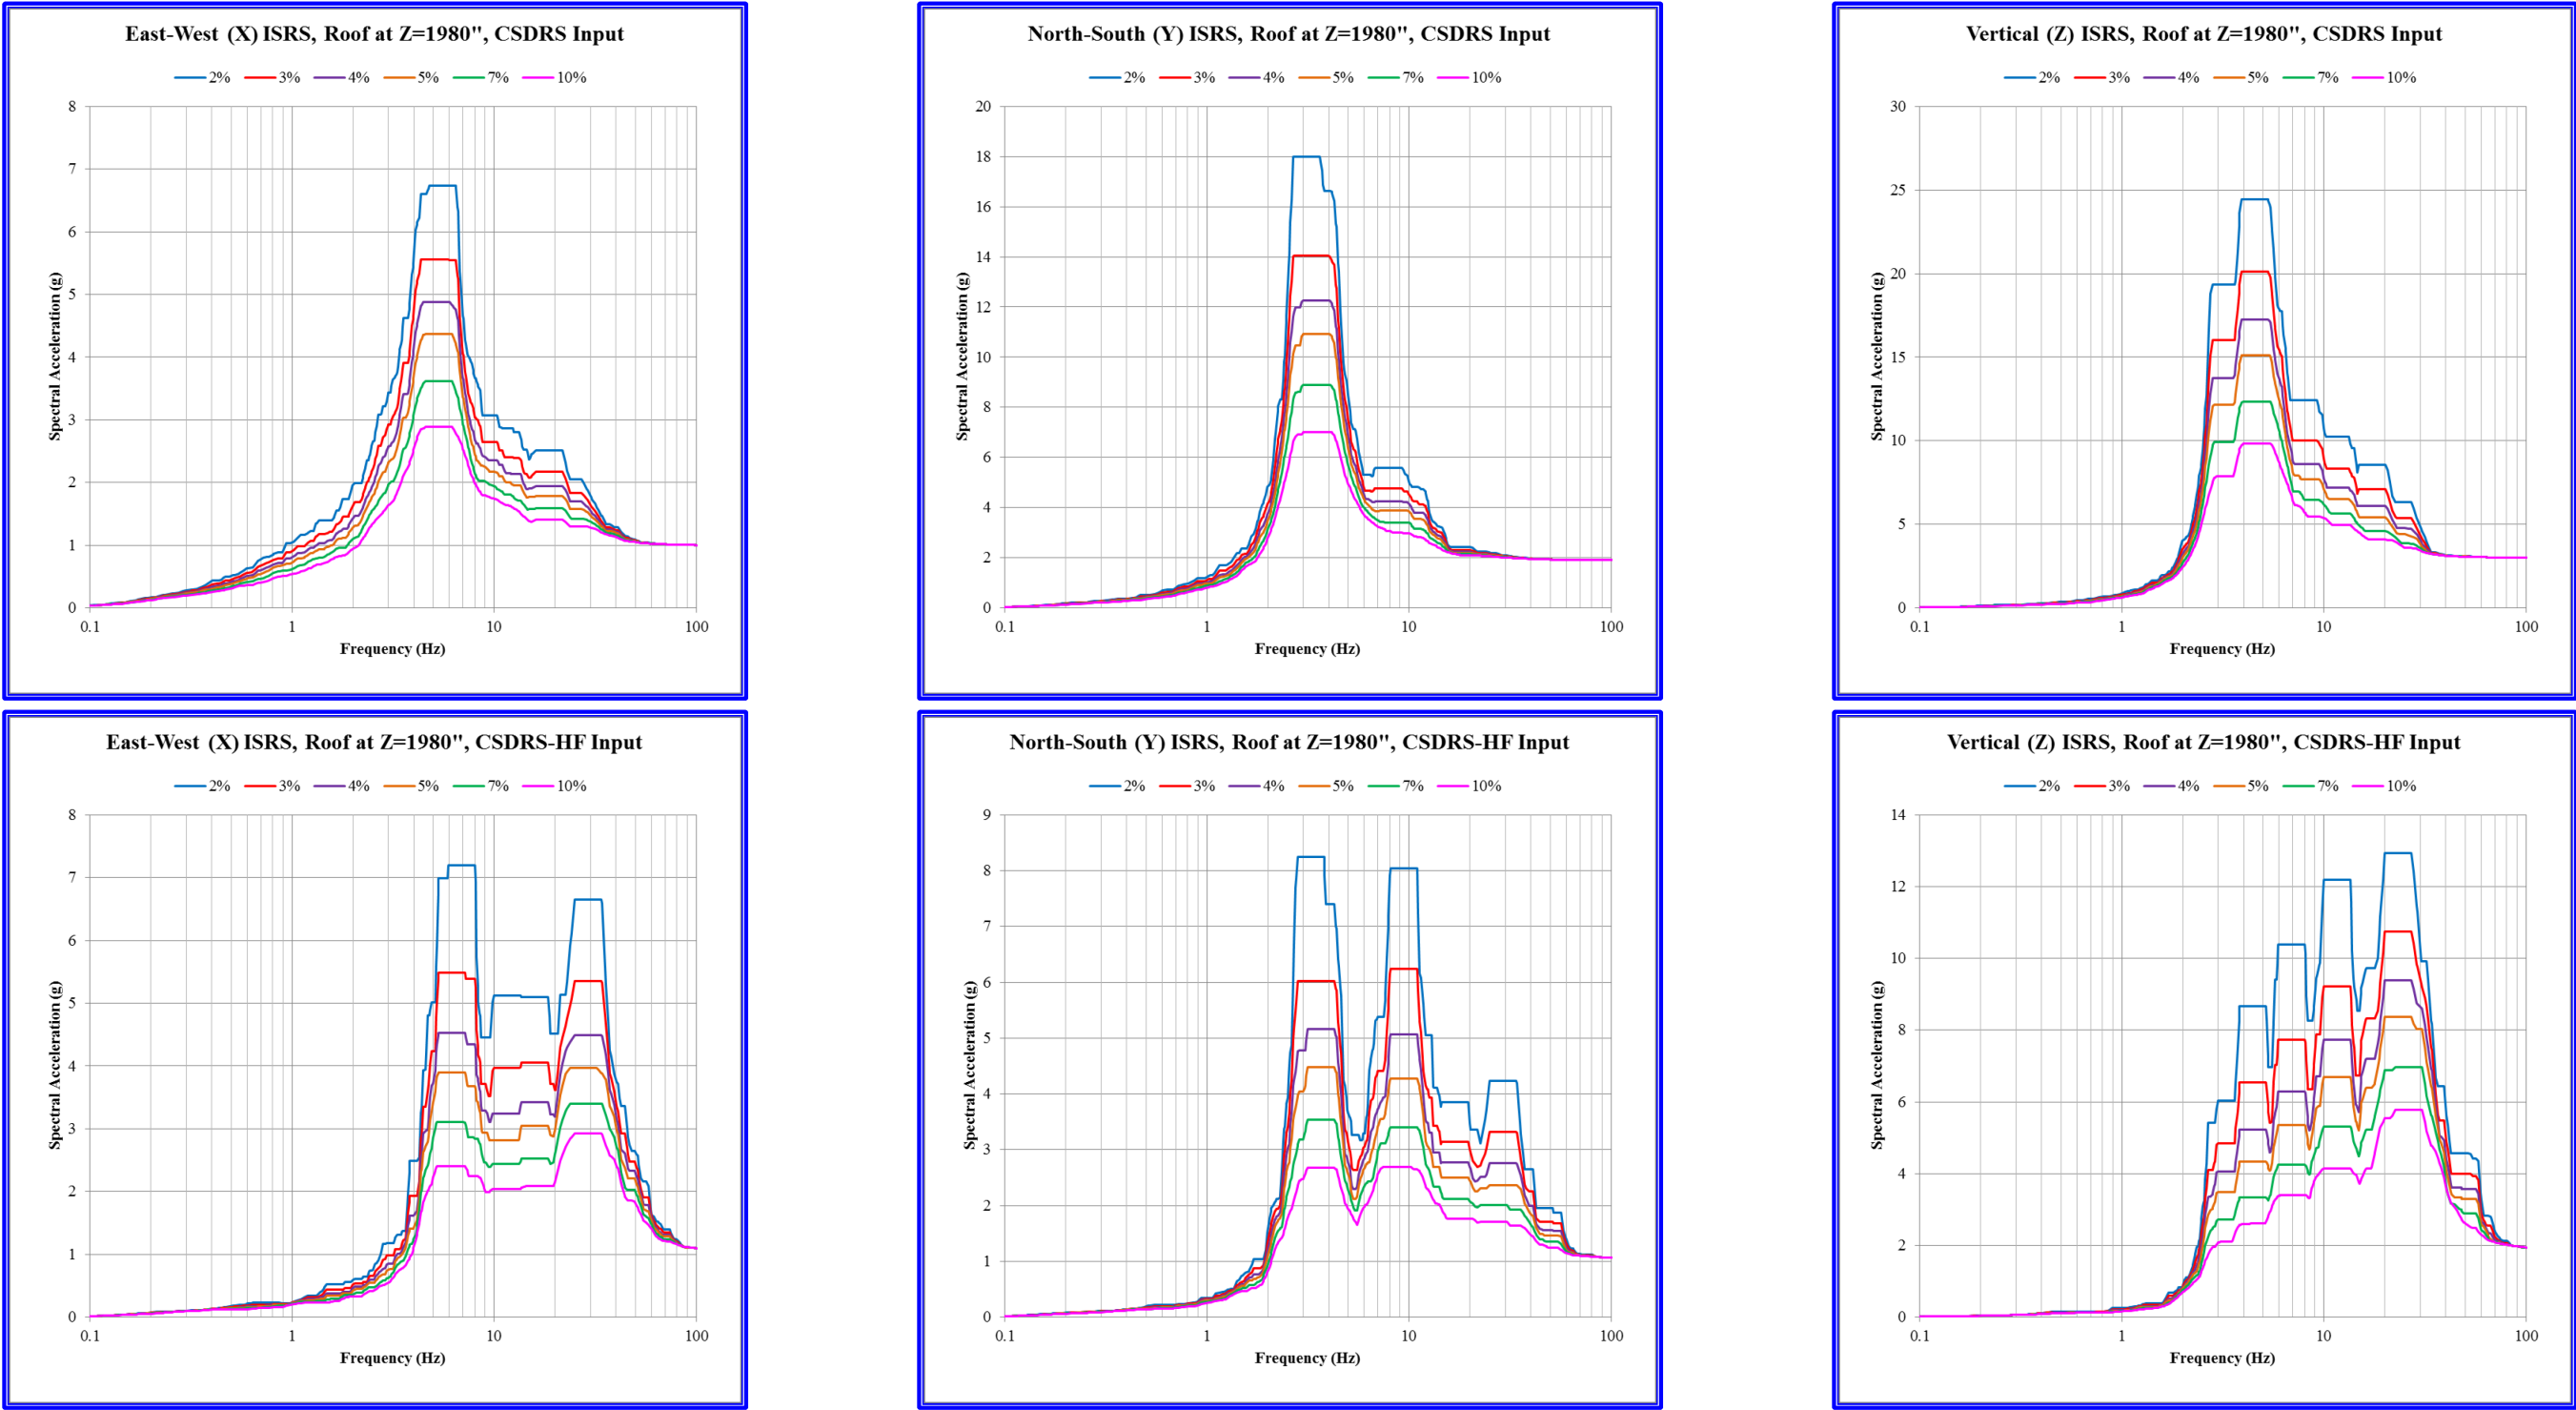 East-West (X) ISRS, Roof at Z=1980", CSDRS Input
2% 3% 4% 5% 7% 10%
8
7
6
5
4
3
2
1
0
Spectral Acceleration (g)
0.1 1 10 100
Frequency (Hz)
North-South (Y) ISRS, Roof at Z=1980", CSDRS Input
2% 3% 4% 5% 7% 10%
20
18
16
14
12
10
8
6
4
2
0
Spectral Acceleration (g)
0.1 1 10 100
Frequency (Hz)
Vertical (Z) ISRS, Roof at Z=1980", CSDRS Input
2% 3% 4% 5% 7% 10%
30
25
20
15
10
5
0
Spectral Acceleration (g)
0.1 1 10 100
Frequency (Hz)
East-West (X) ISRS, Roof at Z=1980", CSDRS-HF Input
2% 3% 4% 5% 7% 10%
8
7
6
5
4
3
2
1
0
Spectral Acceleration (g)
0.1 1 10 100
Frequency (Hz)
North-South (Y) ISRS, Roof at Z=1980", CSDRS-HF Input
2% 3% 4% 5% 7% 10%
9
8
7
6
5
4
3
2
1
0
Spectral Acceleration (g)
0.1 1 10 100
Frequency (Hz)
Vertical (Z) ISRS, Roof at Z=1980", CSDRS-HF Input
2% 3% 4% 5% 7% 10%
14
12
10
8
6
4
2
0
Spectral Acceleration (g)
0.1 1 10 100
Frequency (Hz)